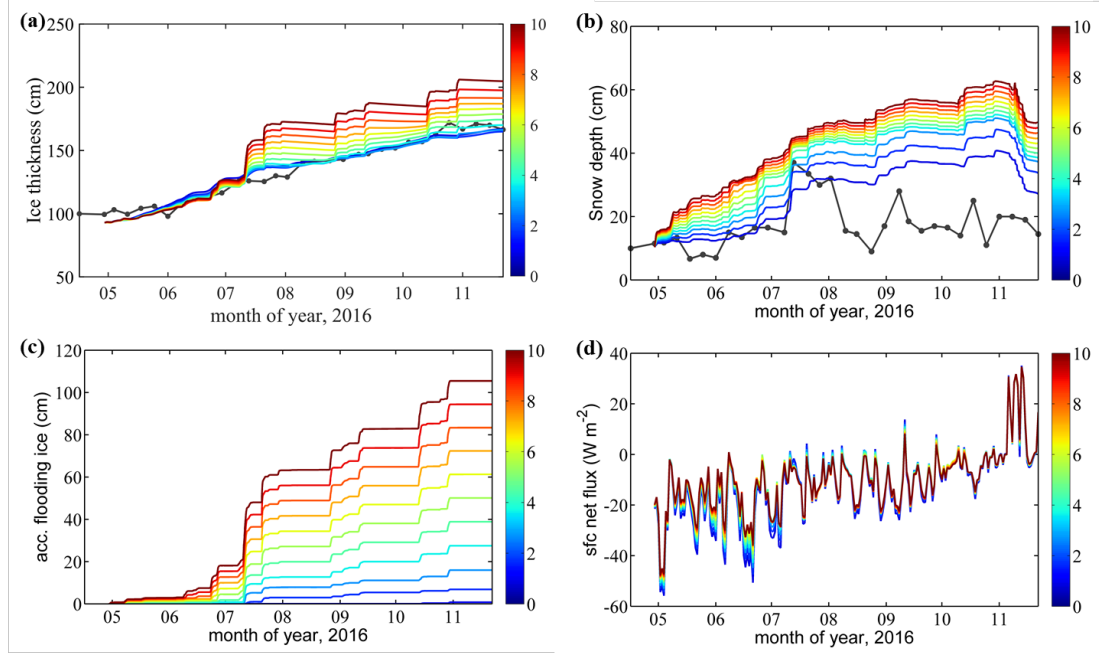 (a)
250
200
150
100
50
Ice thickness (cm)
05 06 07 08 09 10 11
month of year, 2016
10
8
6
4
2
0
(b)
80
60
40
20
0
Snow depth (cm)
05 06 07 08 09 10 11
month of year, 2016
10
8
6
4
2
0
(c)
120
100
80
60
40
20
0
acc. flooding ice (cm)
05 06 07 08 09 10 11
month of year, 2016
10
8
6
4
2
0
(d)
40
20
0
-20
-40
-60
sfc net flux (W m-2)
05 06 07 08 09 10 11
month of year, 2016
10
8
6
4
2
0